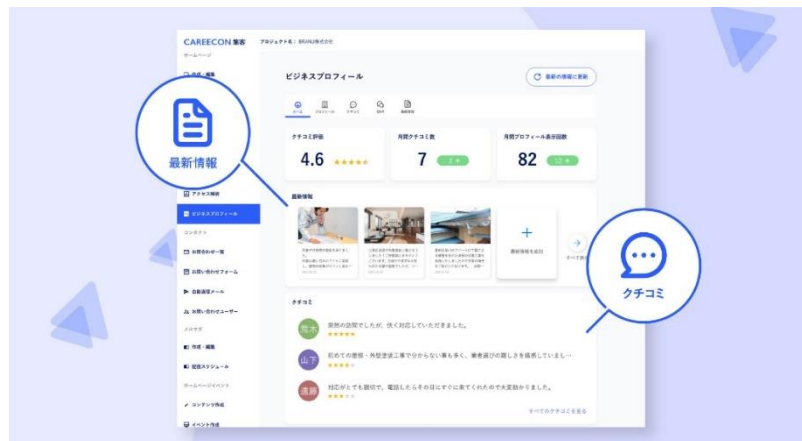 CAREECON 集客
プロジェクト名: BRANU株式会社
ホームページ
作成・編集
ビジネスプロフィール
最新の情報に更新
ホーム
プロフィール
クチコミ
最新情報
クチコミ評価
月間クチコミ数
月間プロフィール表示回数
4.6
7
82
最新情報
アクセス解析
ビジネスプロフィール
コンタクト
お問合わせ一覧
お問い合わせフォーム
自動返信メール
お問い合わせユーザー
メルマガ
作成・編集
配信スケジュール
ホームページイベント
コンテンツ作成
イベント作成
最新情報
最新情報を追加
クチコミ
クチコミ
荒木
突然の訪問でしたが、快く対応していただきました。
山下
初めての屋根・外壁塗装工事で分からない事も多く、業者選びの難しさを痛感していまし…
遠藤
対応がとても親切で、電話したらその日にすぐに来てくれたので大変助かりました。
すべてのクチコミを見る